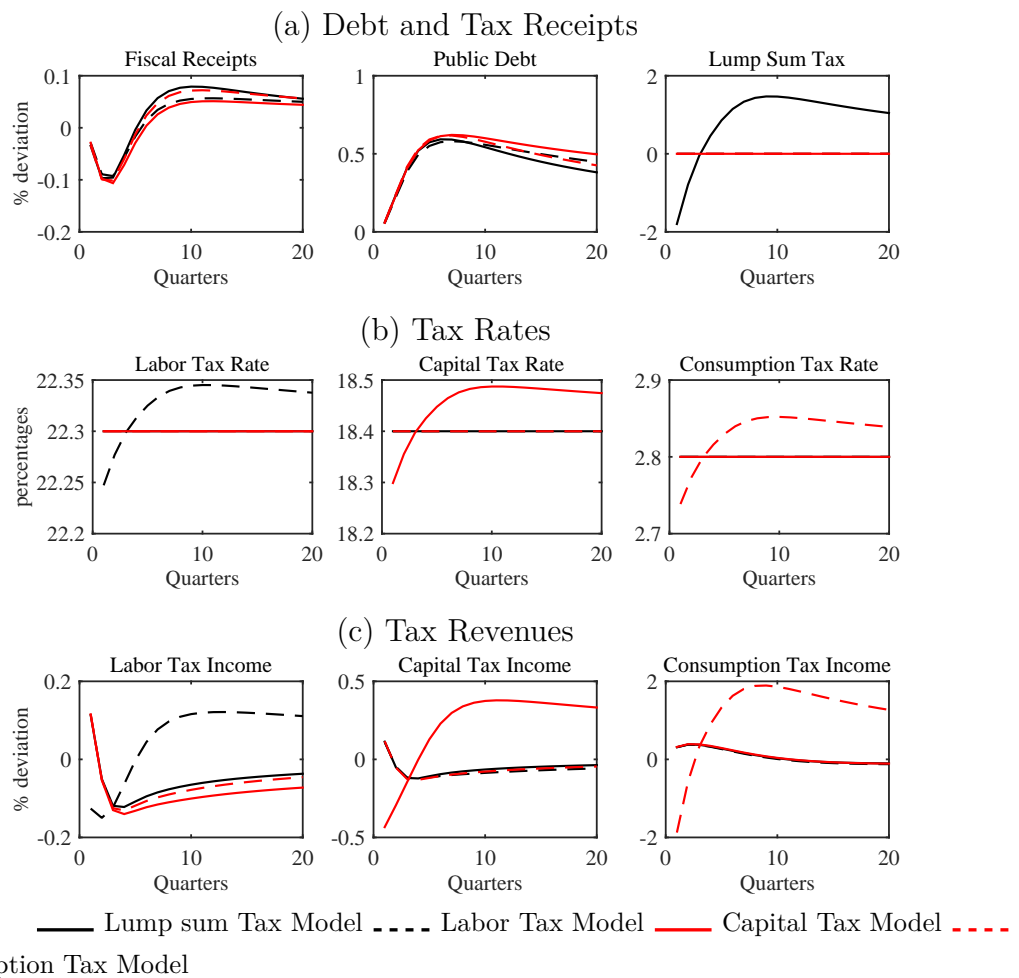 (a) Debt and Tax Receipts
Fiscal Receipts Public Debt Lump Sum Tax
% deviation
0.1
0
-0.1
-0.2
1
0.5
0
2
0
-2
0 10 20 0 10 20 0 10 20
Quarters Quarters Quarters
(b) Tax Rates
Labor Tax Rate Capital Tax Rate Consumption Tax Rate
percentages
22.35
22.3
22.25
22.2
18.5
18.4
18.3
18.2
2.9
2.8
2.7
0 10 20 0 10 20 0 10 20
Quarters Quarters Quarters
(c) Tax Revenues
Labor Tax Income Capital Tax Income Consumption Tax Income
% deviation
0.2
0
-0.2
0.5
0
-0.5
2
0
-2
0 10 20 0 10 20 0 10 20
Quarters Quarters Quarters
Lump sum Tax Model Labor Tax Model Capital Tax Model
ption Tax Model